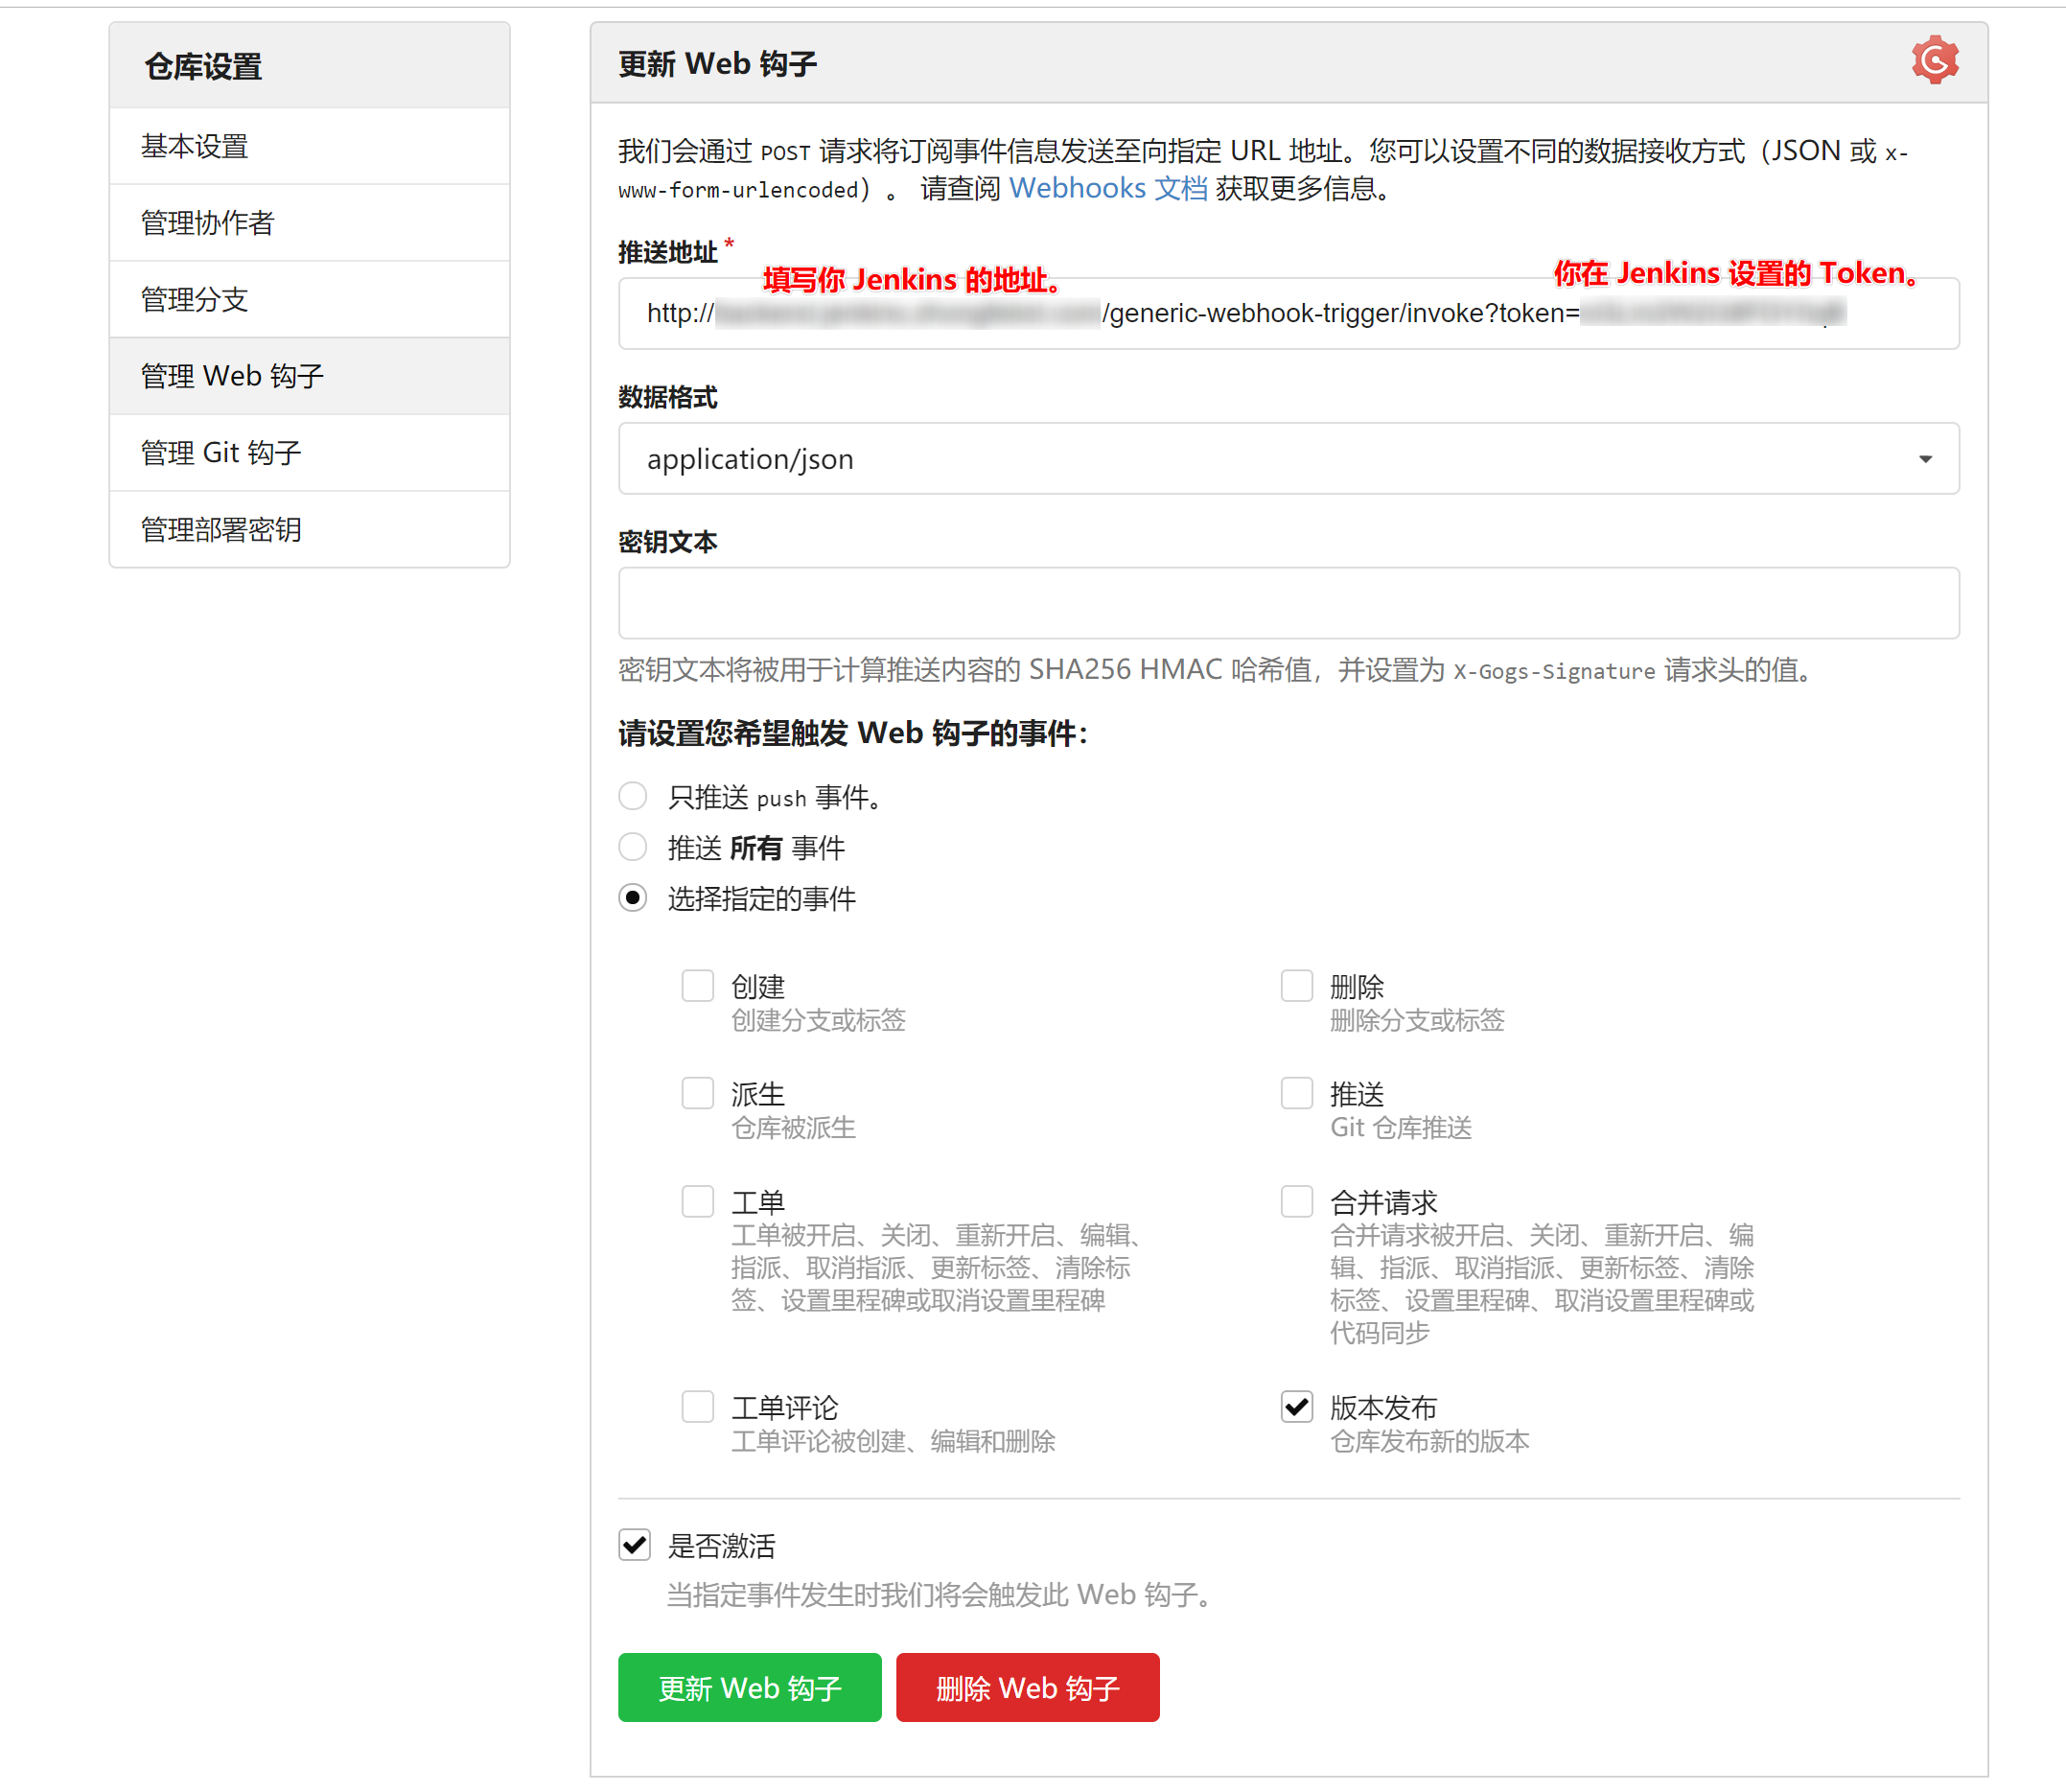 仓库设置
基本设置
管理协作者
管理分支
管理 Web 钩子
管理 Git 钩子
管理部署密钥
更新 Web 钩子
我们会通过 POST 请求将订阅事件信息发送至向指定 URL 地址。您可以设置不同的数据接收方式（JSON 或 x-
www-form-urlencoded）。 请查阅 Webhooks 文档 获取更多信息。
推送地址 *
填写你 Jenkins 的地址。
你在 Jenkins 设置的 Token。
http:// /generic-webhook-trigger/invoke?token=
数据格式
application/json
密钥文本
密钥文本将被用于计算推送内容的 SHA256 HMAC 哈希值，并设置为 X-Gogs-Signature 请求头的值。
请设置您希望触发 Web 钩子的事件：
只推送 push 事件。
推送 所有 事件
选择指定的事件
创建
创建分支或标签
删除
删除分支或标签
派生
仓库被派生
推送
Git 仓库推送
工单
工单被开启、关闭、重新开启、编辑、
指派、取消指派、更新标签、清除标
签、设置里程碑或取消设置里程碑
合并请求
合并请求被开启、关闭、重新开启、编
辑、指派、取消指派、更新标签、清除
标签、设置里程碑、取消设置里程碑或
代码同步
工单评论
工单评论被创建、编辑和删除
版本发布
仓库发布新的版本
是否激活
当指定事件发生时我们将会触发此 Web 钩子。
更新 Web 钩子
删除 Web 钩子